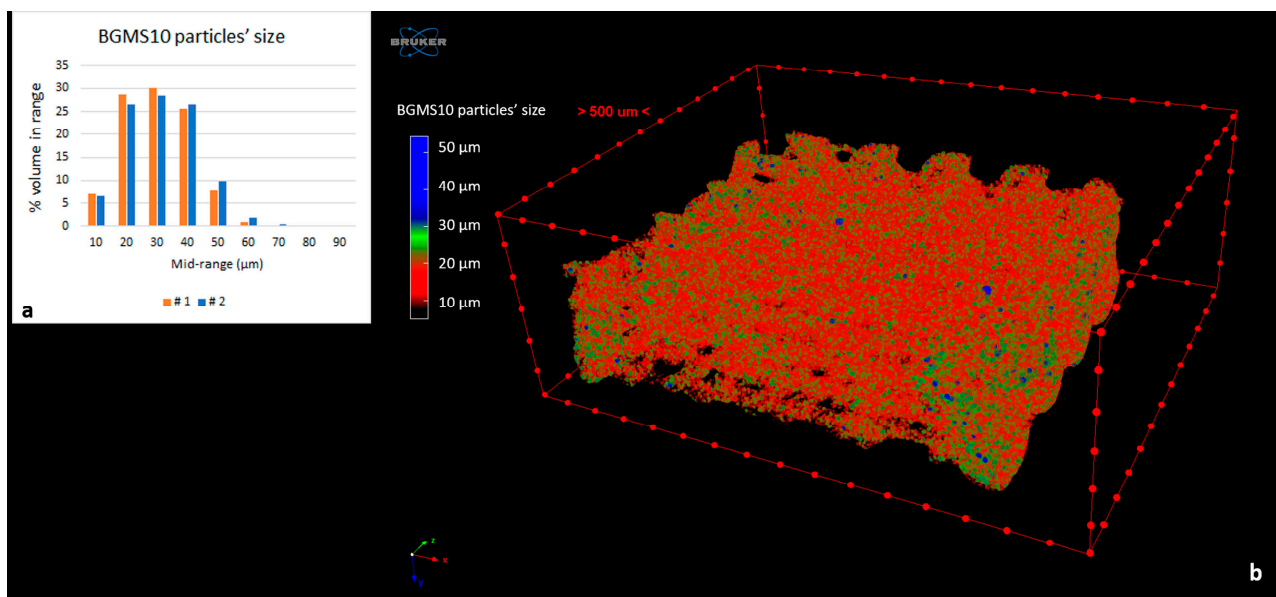 BGMS10 particles' size
35
30
25
20
15
10
5
0
% volume in range
10 20 30 40 50 60 70 80 90
Mid-range (µm)
# 1 # 2
a
BRUKER
BGMS10 particles' size
> 500 um <
50 µm
40 µm
30 µm
20 µm
10 µm
z
x
y
b